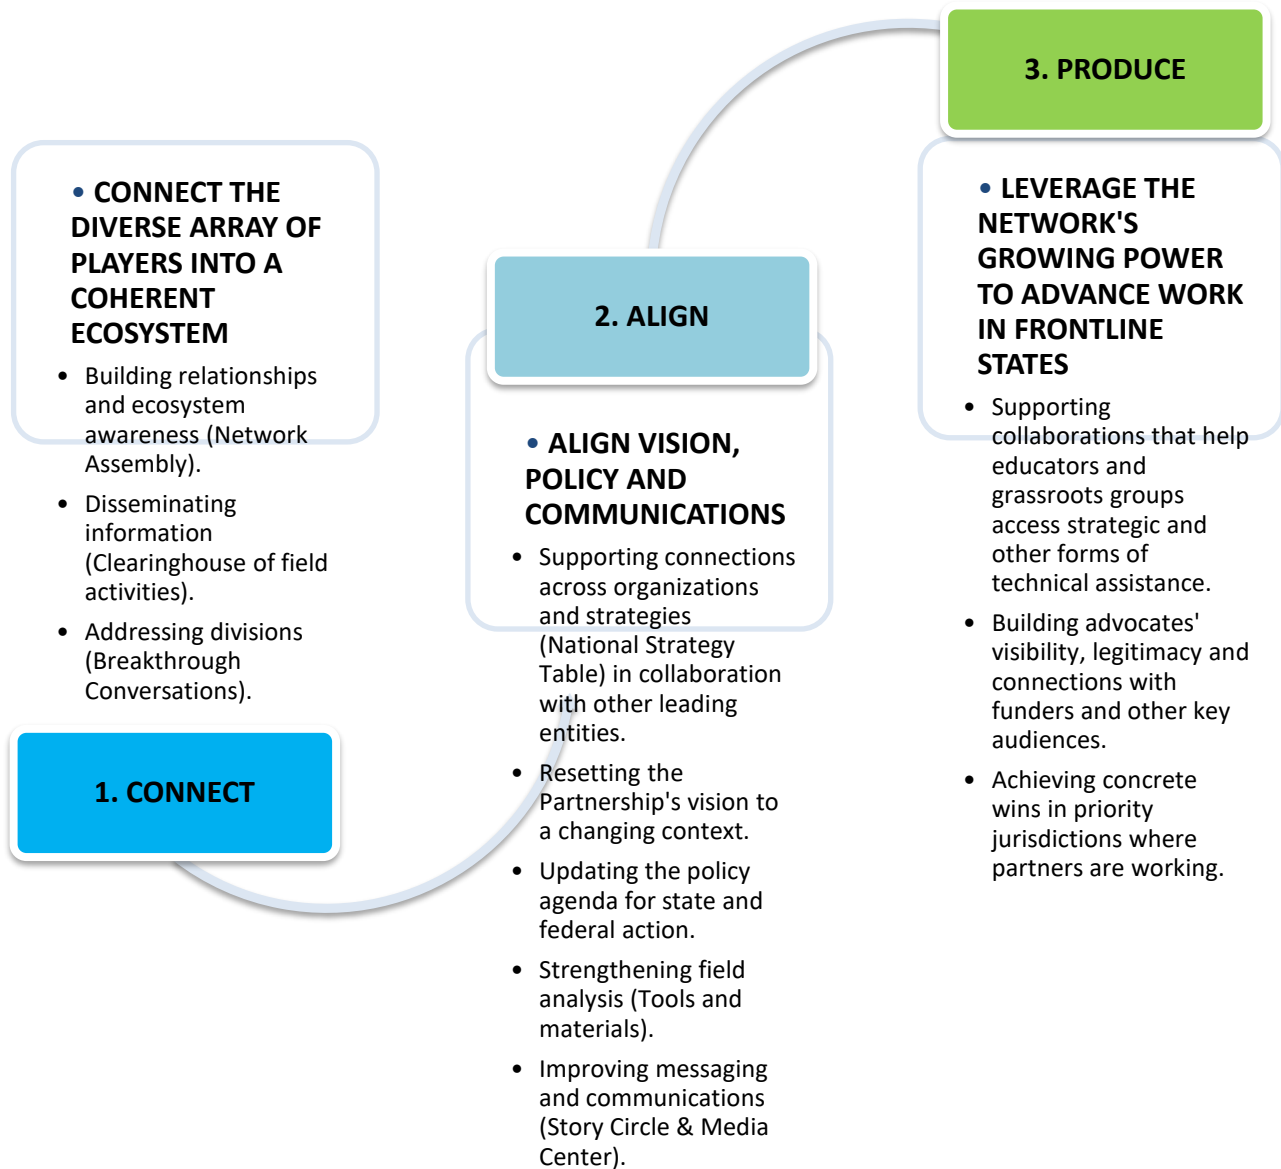 • CONNECT THE
DIVERSE ARRAY OF
PLAYERS INTO A
COHERENT
ECOSYSTEM
• Building relationships
and ecosystem
awareness (Network
Assembly).
• Disseminating
information
(Clearinghouse of field
activities).
• Addressing divisions
(Breakthrough
Conversations).
1. CONNECT
2. ALIGN
• ALIGN VISION,
POLICY AND
COMMUNICATIONS
• Supporting connections
across organizations
and strategies
(National Strategy
Table) in collaboration
with other leading
entities.
• Resetting the
Partnership's vision to
a changing context.
• Updating the policy
agenda for state and
federal action.
• Strengthening field
analysis (Tools and
materials).
• Improving messaging
and communications
(Story Circle & Media
Center).
3. PRODUCE
• LEVERAGE THE
NETWORK'S
GROWING POWER
TO ADVANCE WORK
IN FRONTLINE
STATES
• Supporting
collaborations that help
educators and
grassroots groups
access strategic and
other forms of
technical assistance.
• Building advocates'
visibility, legitimacy and
connections with
funders and other key
audiences.
• Achieving concrete
wins in priority
jurisdictions where
partners are working.